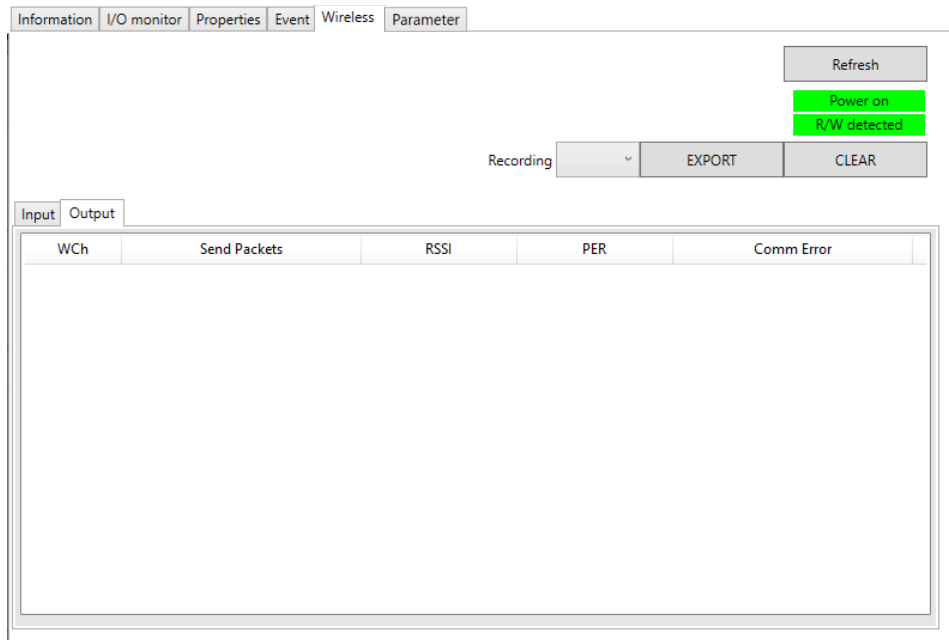 Information I/O monitor Properties Event Wireless Parameter
Refresh
Power on
R/W detected
Recording EXPORT CLEAR
Input Output
WCh Send Packets RSSI PER Comm Error